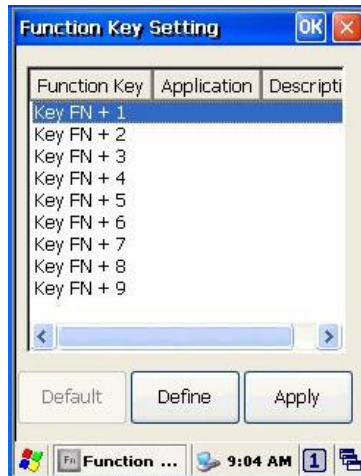 Function Key Setting OK
Function Key Application Descripti
Key FN + 1
Key FN + 2
Key FN + 3
Key FN + 4
Key FN + 5
Key FN + 6
Key FN + 7
Key FN + 8
Key FN + 9
Default Define Apply
Fn Function ... 9:04 AM 1